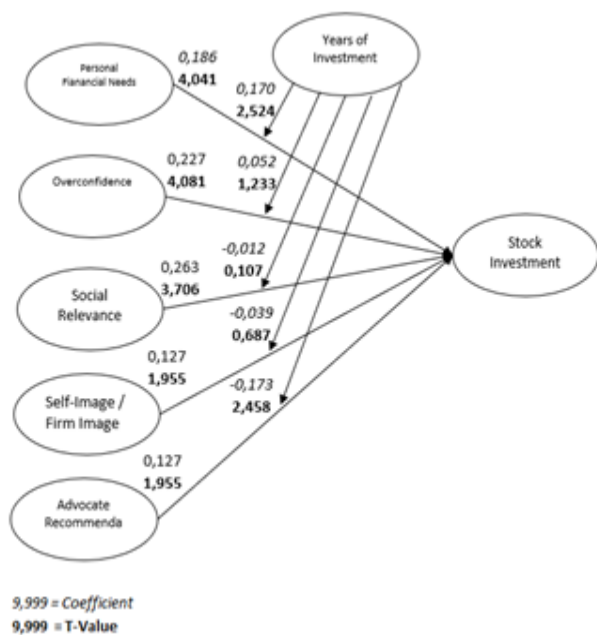 Years of
Investment
Personal
Fianancial Needs
0,186
4,041
0,170
2,524
Overconfidence
0,227
4,081
0,052
1,233
Social
Relevance
0,263
3,706
-0,012
0,107
Stock
Investment
Self-Image /
Firm Image
0,127
1,955
-0,039
0,687
Advocate
Recommenda
0,127
1,955
-0,173
2,458
9,999 = Coefficient
9,999 = T-Value